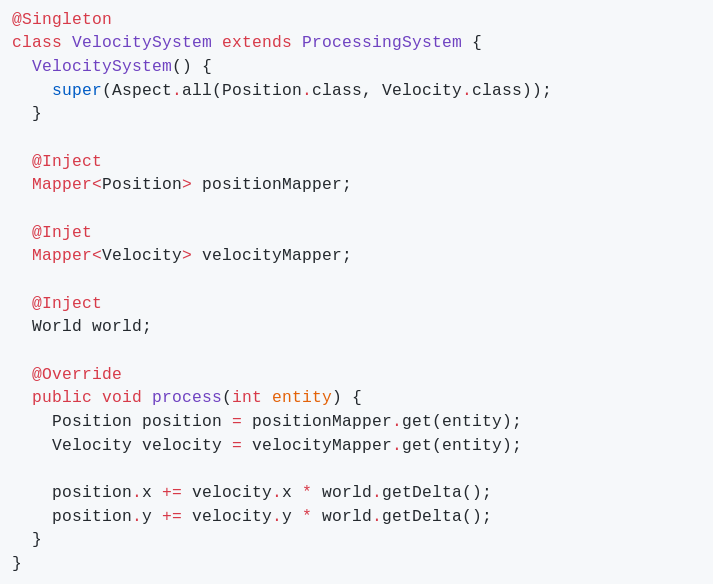 @Singleton
class VelocitySystem extends ProcessingSystem {
  VelocitySystem() {
    super(Aspect.all(Position.class, Velocity.class));
  }

  @Inject
  Mapper<Position> positionMapper;

  @Injet
  Mapper<Velocity> velocityMapper;

  @Inject
  World world;

  @Override
  public void process(int entity) {
    Position position = positionMapper.get(entity);
    Velocity velocity = velocityMapper.get(entity);

    position.x += velocity.x * world.getDelta();
    position.y += velocity.y * world.getDelta();
  }
}